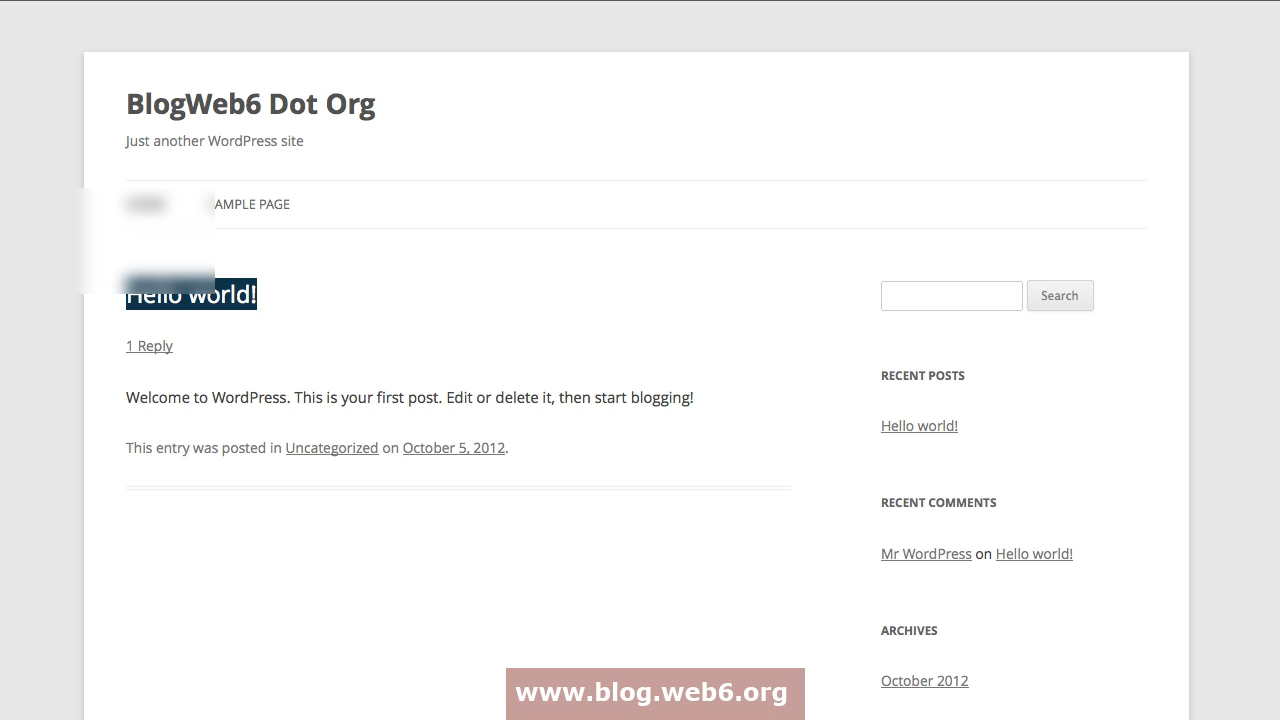 BlogWeb6 Dot Org
Just another WordPress site
AMPLE PAGE
Hello world!
Search
1 Reply
Welcome to WordPress. This is your first post. Edit or delete it, then start blogging!
This entry was posted in Uncategorized on October 5, 2012.
RECENT POSTS
Hello world!
RECENT COMMENTS
Mr WordPress on Hello world!
ARCHIVES
October 2012
www.blog.web6.org